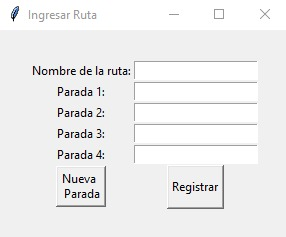 Ingresar Ruta
Nombre de la ruta:
Parada 1:
Parada 2:
Parada 3:
Parada 4:
Nueva
Parada
Registrar